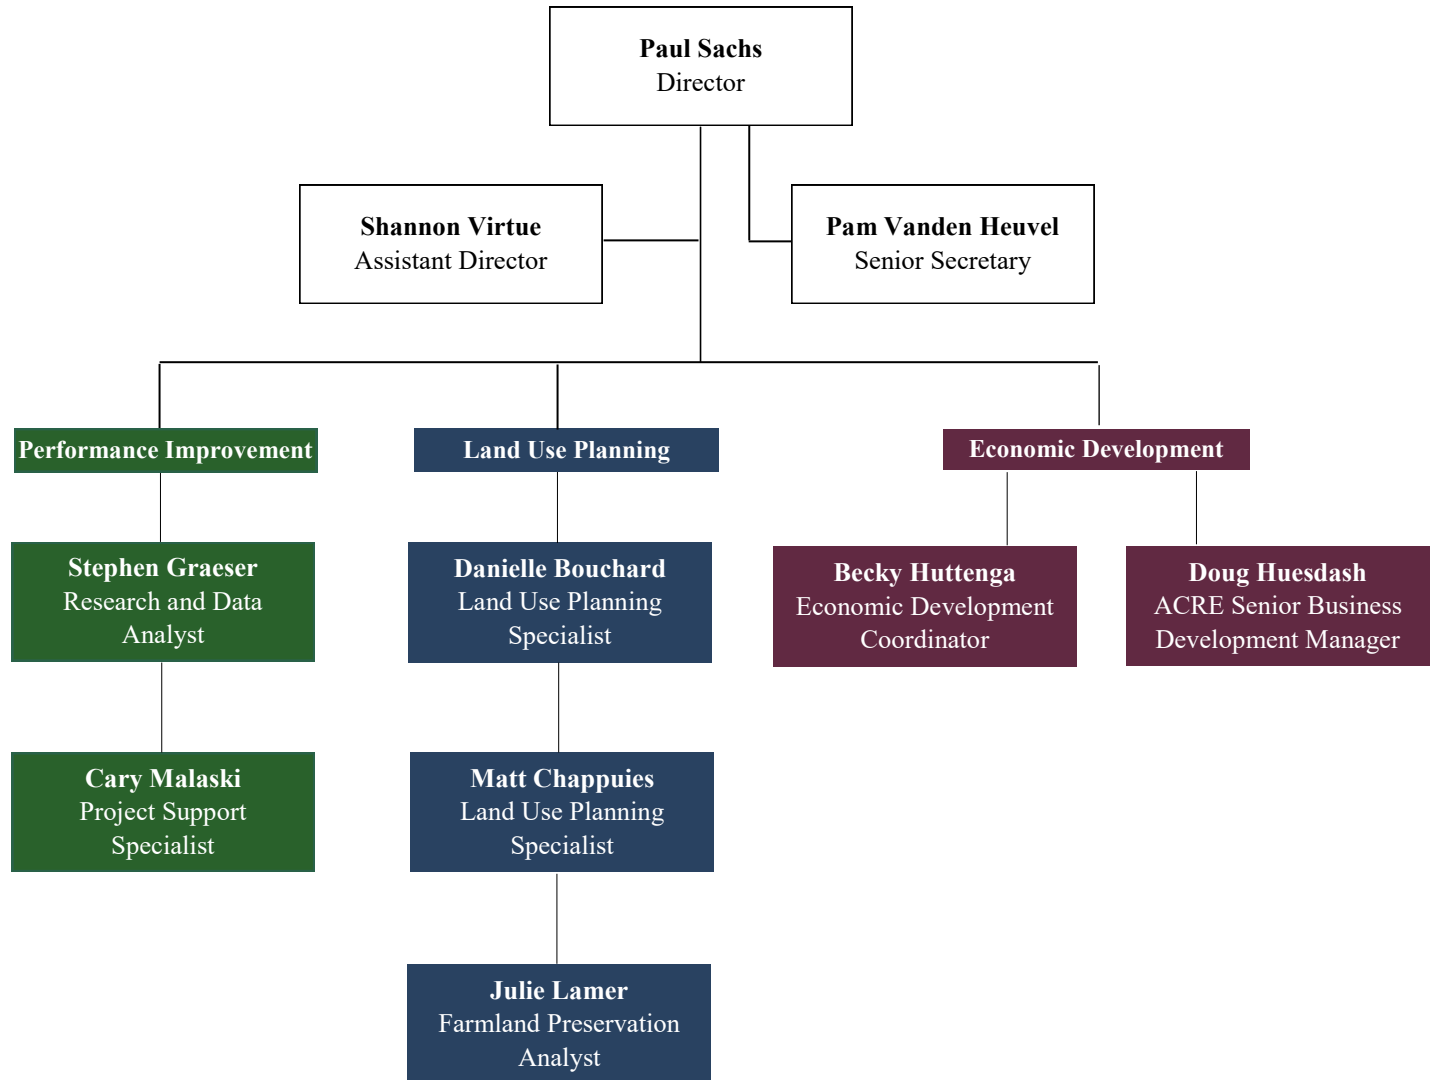 Paul Sachs
Director
Shannon Virtue
Assistant Director
Pam Vanden Heuvel
Senior Secretary
Performance Improvement
Land Use Planning
Economic Development
Stephen Graeser
Research and Data
Analyst
Danielle Bouchard
Land Use Planning
Specialist
Becky Huttenga
Economic Development
Coordinator
Doug Huesdash
ACRE Senior Business
Development Manager
Cary Malaski
Project Support
Specialist
Matt Chappuies
Land Use Planning
Specialist
Julie Lamer
Farmland Preservation
Analyst